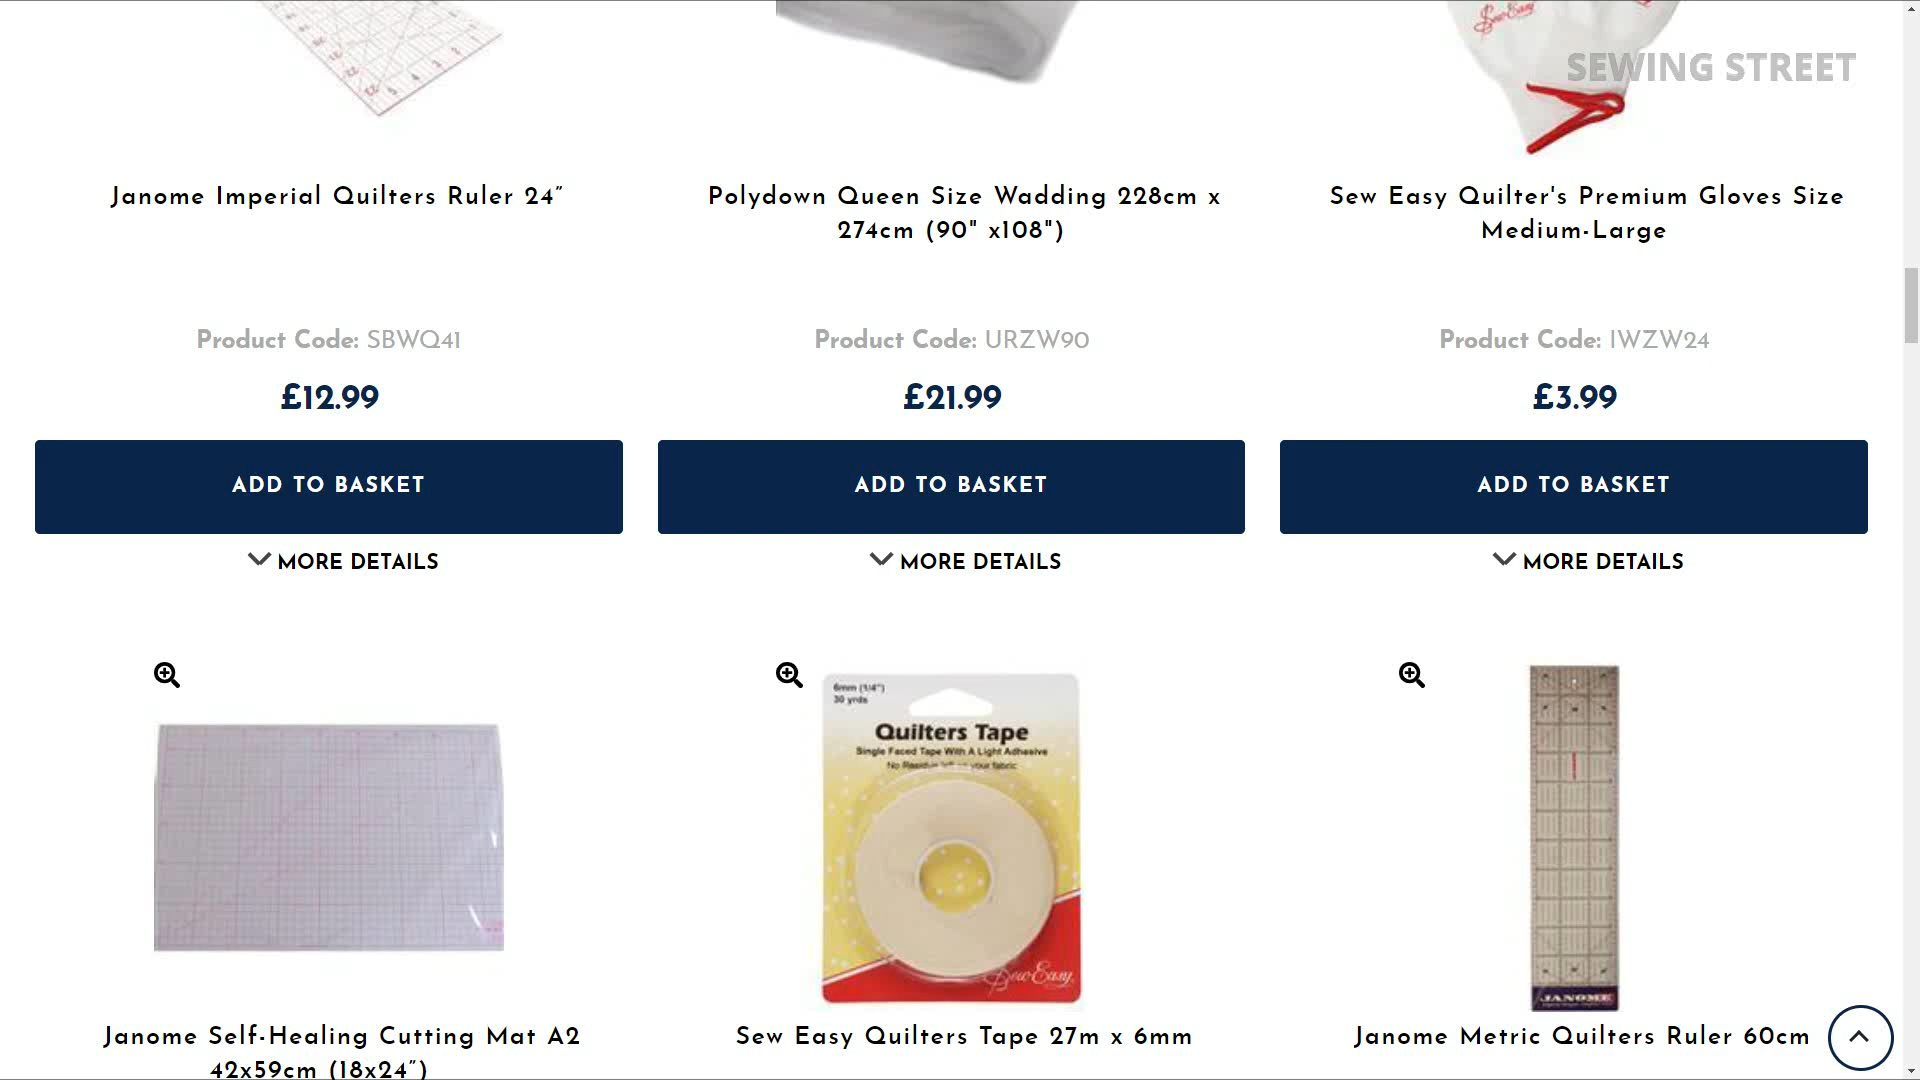 Sew Easy
SEWING STREET
Janome Imperial Quilters Ruler 24”
Polydown Queen Size Wadding 228cm x
274cm (90" x108")
Sew Easy Quilter's Premium Gloves Size
Medium-Large
Product Code: SBWQ41
Product Code: URZW90
Product Code: IWZW24
£12.99
£21.99
£3.99
ADD TO BASKET
ADD TO BASKET
ADD TO BASKET
MORE DETAILS
MORE DETAILS
MORE DETAILS
6mm (1/4")
30 yrds
Quilters Tape
Single Faced Tape With A Light Adhesive
No Residue left on your fabric
Sew Easy
JANOME
Janome Self-Healing Cutting Mat A2
42x59cm (18x24”)
Sew Easy Quilters Tape 27m x 6mm
Janome Metric Quilters Ruler 60cm